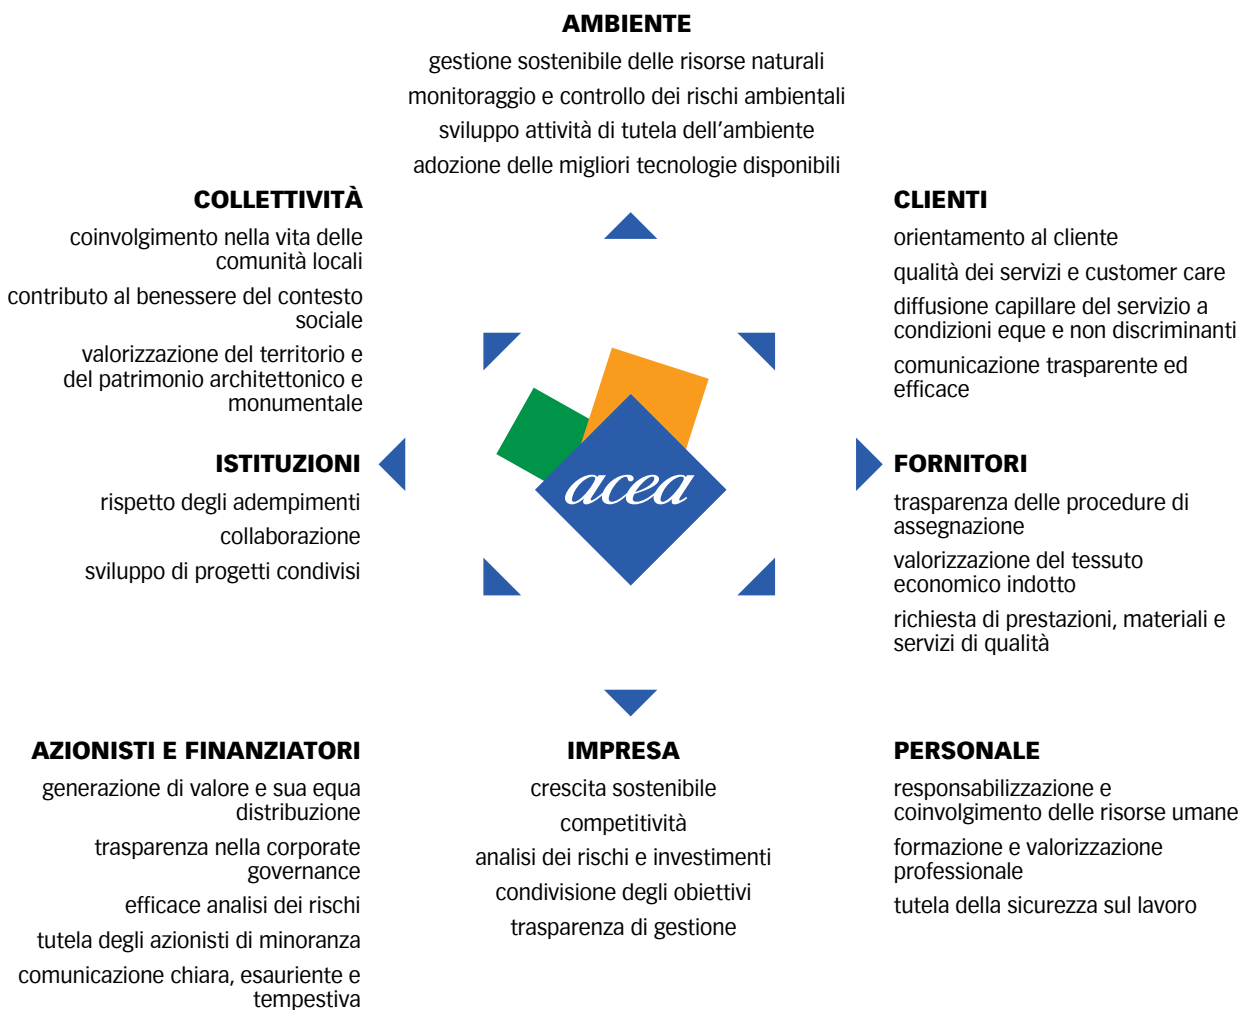 AMBIENTE
gestione sostenibile delle risorse naturali
monitoraggio e controllo dei rischi ambientali
sviluppo attività di tutela dell'ambiente
adozione delle migliori tecnologie disponibili
COLLETTIVITÀ
coinvolgimento nella vita delle
comunità locali
contributo al benessere del contesto
sociale
valorizzazione del territorio e
del patrimonio architettonico e
monumentale
CLIENTI
orientamento al cliente
qualità dei servizi e customer care
diffusione capillare del servizio a
condizioni eque e non discriminanti
comunicazione trasparente ed
efficace
ISTITUZIONI
rispetto degli adempimenti
collaborazione
sviluppo di progetti condivisi
acea
FORNITORI
trasparenza delle procedure di
assegnazione
valorizzazione del tessuto
economico indotto
richiesta di prestazioni, materiali e
servizi di qualità
AZIONISTI E FINANZIATORI
generazione di valore e sua equa
distribuzione
trasparenza nella corporate
governance
efficace analisi dei rischi
tutela degli azionisti di minoranza
comunicazione chiara, esauriente e
tempestiva
IMPRESA
crescita sostenibile
competitività
analisi dei rischi e investimenti
condivisione degli obiettivi
trasparenza di gestione
PERSONALE
responsabilizzazione e
coinvolgimento delle risorse umane
formazione e valorizzazione
professionale
tutela della sicurezza sul lavoro